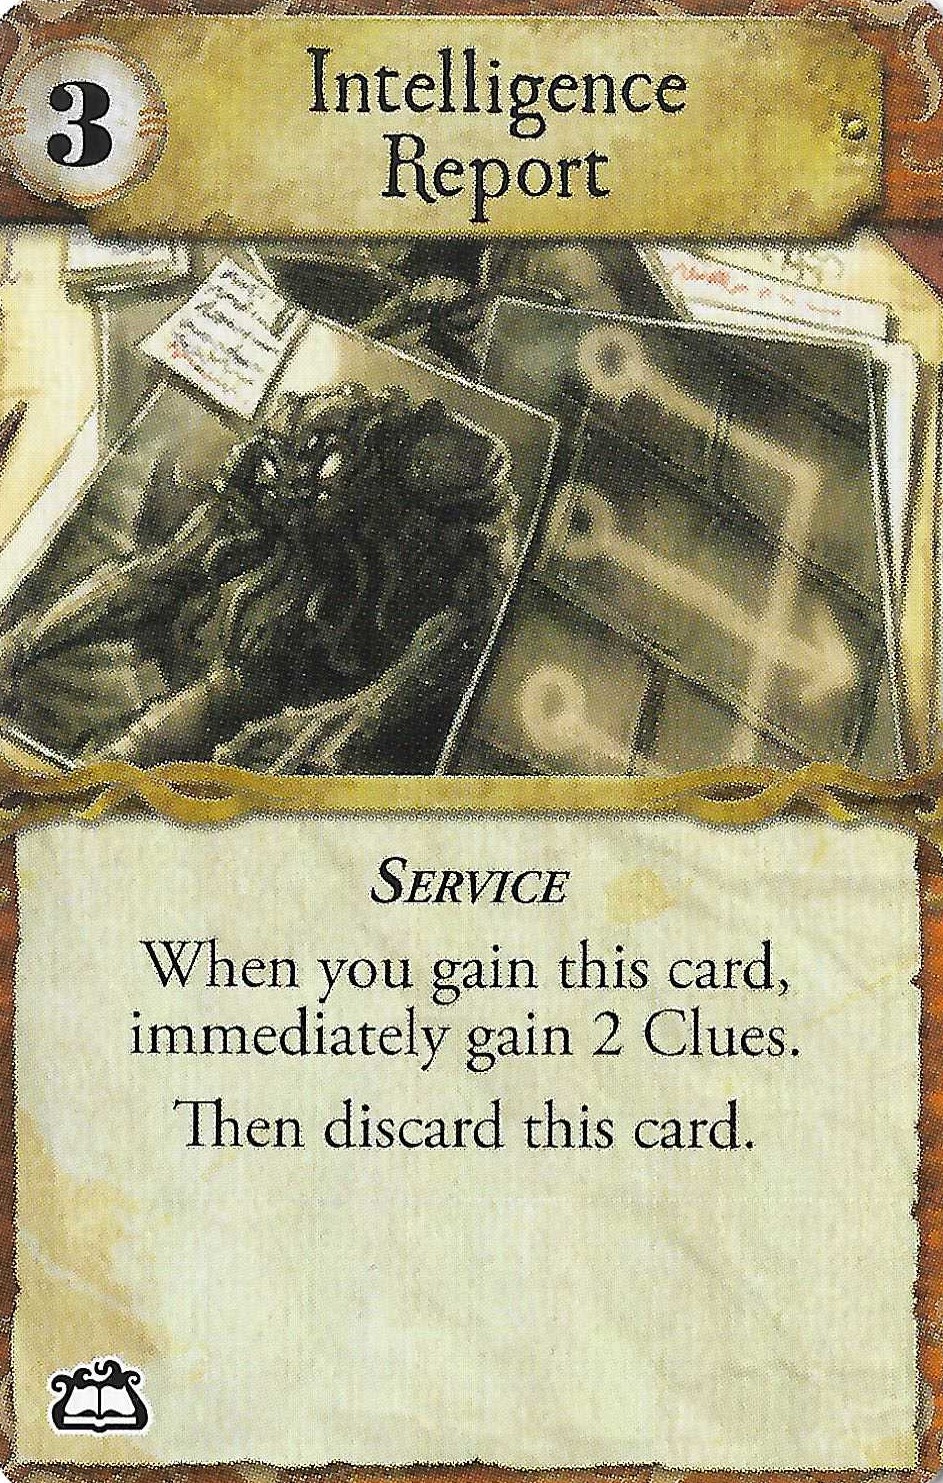 3
Intelligence
Report
SERVICE
When you gain this card,
immediately gain 2 Clues.
Then discard this card.